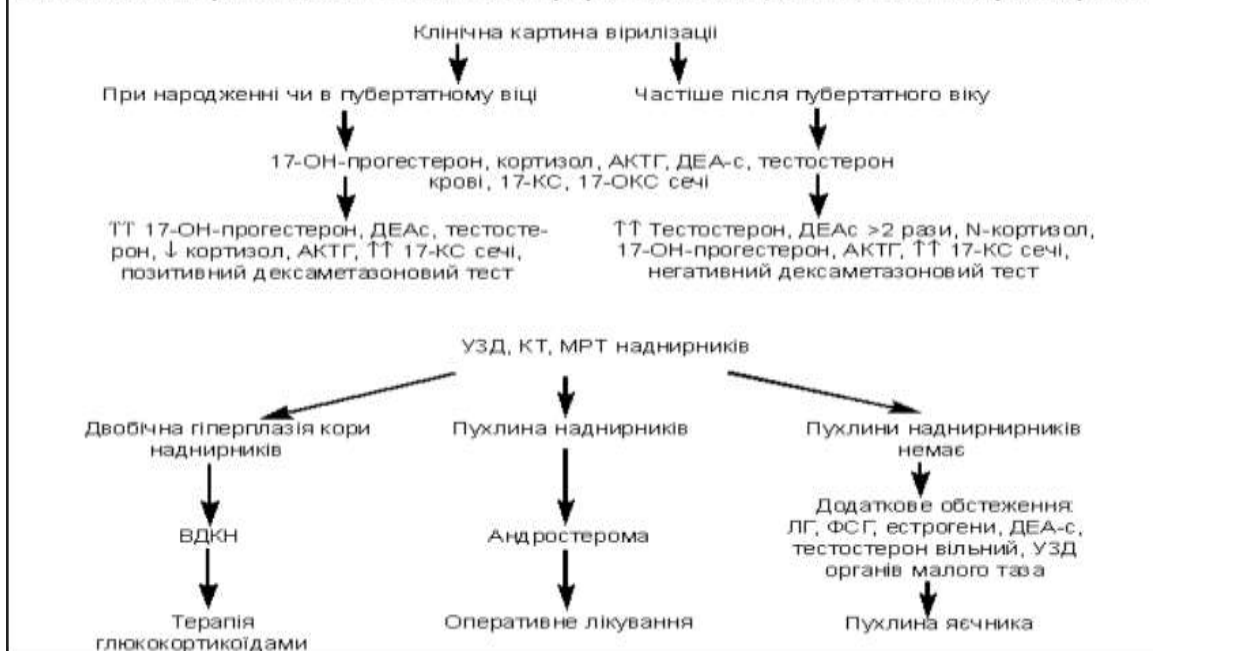 Клінічна картина вірилізації
При народженні чи в пубертатному віці
Частіше після пубертатного віку
17-ОН-прогестерон, кортизол, АКТГ, ДЕА-с, тестостерон
крові, 17-КС, 17-ОКС сечі
↑↑ 17-ОН-прогестерон, ДЕАс, тестосте-
рон, ↓ кортизол, АКТГ, ↑↑ 17-КС сечі,
позитивний дексаметазоновий тест
↑↑ Тестостерон, ДЕАс >2 рази, N-кортизол,
17-ОН-прогестерон, АКТГ, ↑↑ 17-КС сечі,
негативний дексаметазоновий тест
УЗД, КТ, МРТ наднирників
Двобічна гіперплазія кори
наднирників
Пухлина наднирників
Пухлини наднирнирників
немає
ВДКН
Андростерома
Додаткове обстеження:
ЛГ, ФСГ, естрогени, ДЕА-с,
тестостерон вільний, УЗД
органів малого таза
Терапія
глюкокортикоїдами
Оперативне лікування
Пухлина яєчника